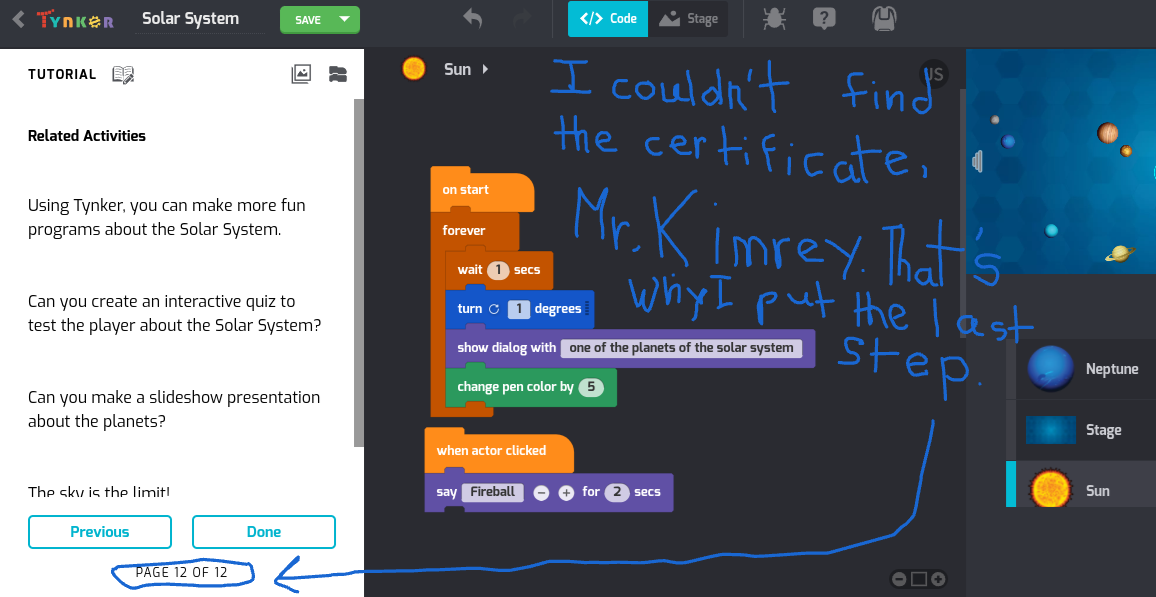 TYNKER
Solar System
SAVE
</> Code
Stage
TUTORIAL
Related Activities
Using Tynker, you can make more fun
programs about the Solar System.
Can you create an interactive quiz to
test the player about the Solar System?
Can you make a slideshow presentation
about the planets?
The sky is the limit!
Previous
Done
PAGE 12 OF 12
Sun
US
on start
forever
wait 1 secs
turn 1 degrees
show dialog with one of the planets of the solar system
change pen color by 5
when actor clicked
say Fireball − + for 2 secs
I couldn't find
the certificate,
Mr. Kimrey. That's
why I put the last
step.
Neptune
Stage
Sun